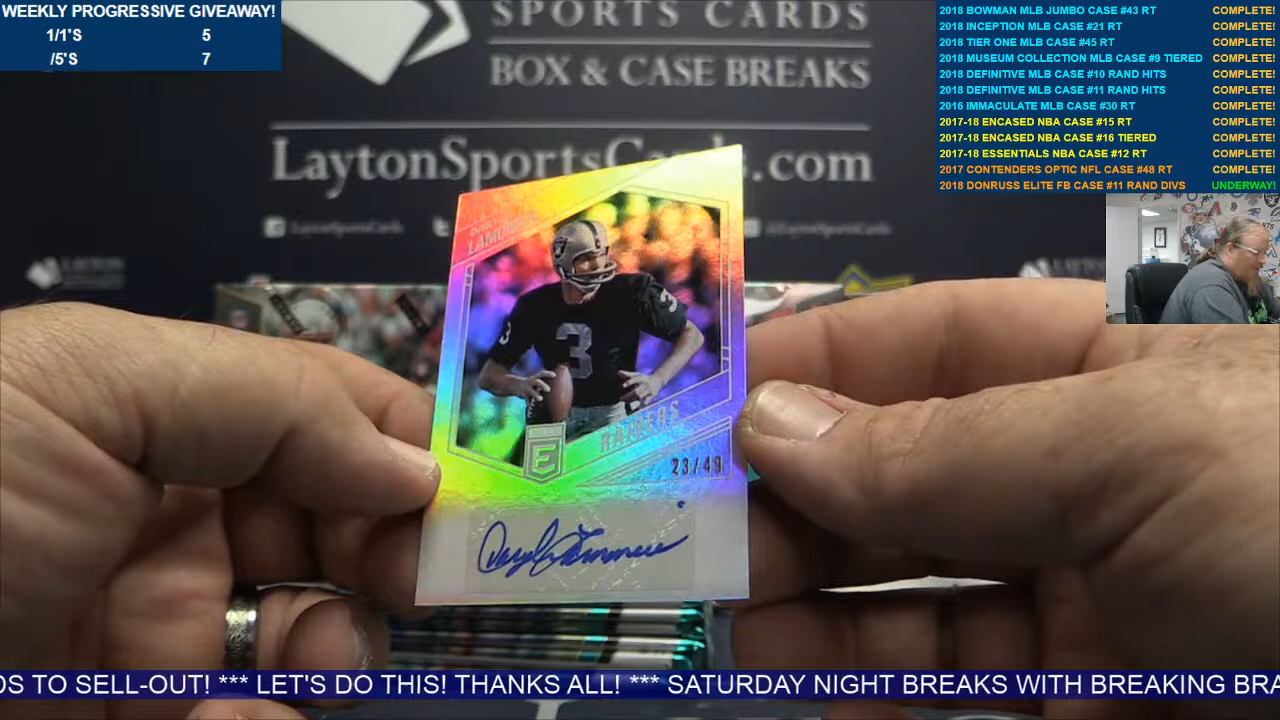 WEEKLY PROGRESSIVE GIVEAWAY!
1/1'S 5
/5'S 7
SPORTS CARDS
BOX & CASE BREAKS
LaytonSportsCards.com
LaytonSportsCards
LAYTON
2018 BOWMAN MLB JUMBO CASE #43 RT COMPLETE!
2018 INCEPTION MLB CASE #21 RT COMPLETE!
2018 TIER ONE MLB CASE #45 RT COMPLETE!
2018 MUSEUM COLLECTION MLB CASE #9 TIERED COMPLETE!
2018 DEFINITIVE MLB CASE #10 RAND HITS COMPLETE!
2018 DEFINITIVE MLB CASE #11 RAND HITS COMPLETE!
2016 IMMACULATE MLB CASE #30 RT COMPLETE!
2017-18 ENCASED NBA CASE #15 RT COMPLETE!
2017-18 ENCASED NBA CASE #16 TIERED COMPLETE!
2017-18 ESSENTIALS NBA CASE #12 RT COMPLETE!
2017 CONTENDERS OPTIC NFL CASE #48 RT COMPLETE!
2018 DONRUSS ELITE FB CASE #11 RAND DIVS UNDERWAY!
3
3
3
E
RAIDERS
23/49
DS TO SELL-OUT! *** LET'S DO THIS! THANKS ALL! *** SATURDAY NIGHT BREAKS WITH BREAKING BRA